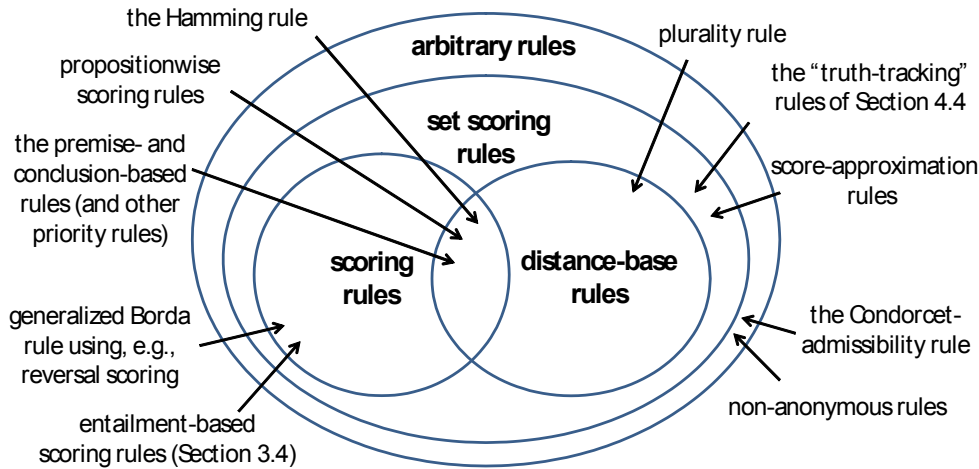 the Hamming rule
arbitrary rules
plurality rule
propositionwise
scoring rules
the "truth-tracking"
rules of Section 4.4
set scoring
rules
the premise- and
conclusion-based
rules (and other
priority rules)
score-approximation
rules
scoring
rules
distance-base
rules
generalized Borda
rule using, e.g.,
reversal scoring
the Condorcet-
admissibility rule
entailment-based
scoring rules (Section 3.4)
non-anonymous rules